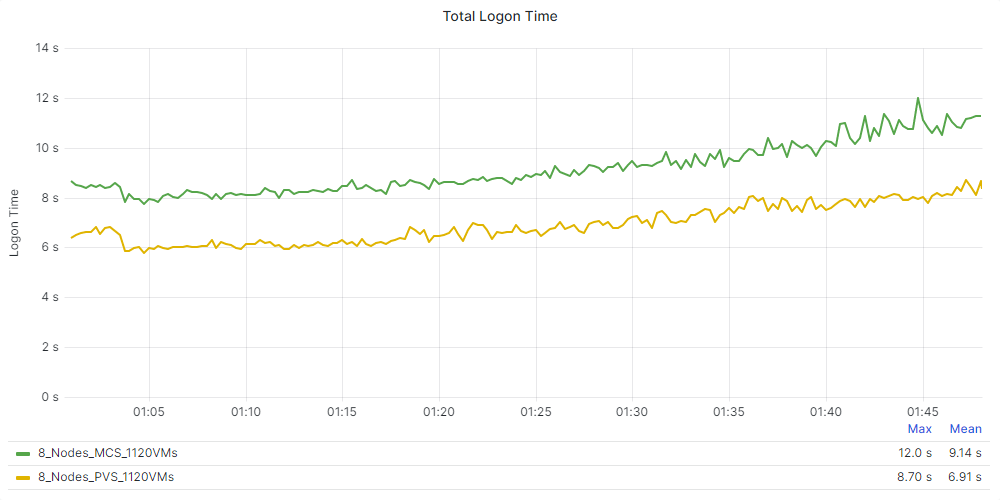 Total Logon Time
14 s
12 s
10 s
8 s
6 s
4 s
2 s
0 s
Logon Time
01:05 01:10 01:15 01:20 01:25 01:30 01:35 01:40 01:45
Max Mean
8_Nodes_MCS_1120VMs 12.0 s 9.14 s
8_Nodes_PVS_1120VMs 8.70 s 6.91 s